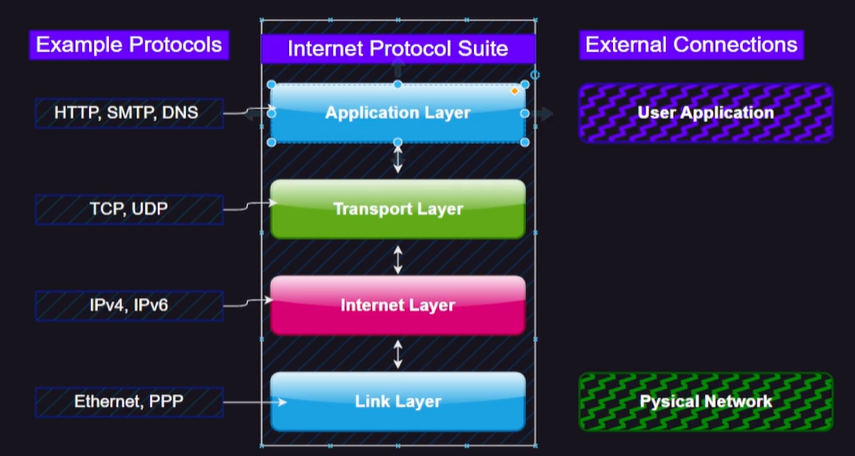 Example Protocols
Internet Protocol Suite
External Connections
HTTP, SMTP, DNS
Application Layer
User Application
TCP, UDP
Transport Layer
IPv4, IPv6
Internet Layer
Ethernet, PPP
Link Layer
Pysical Network